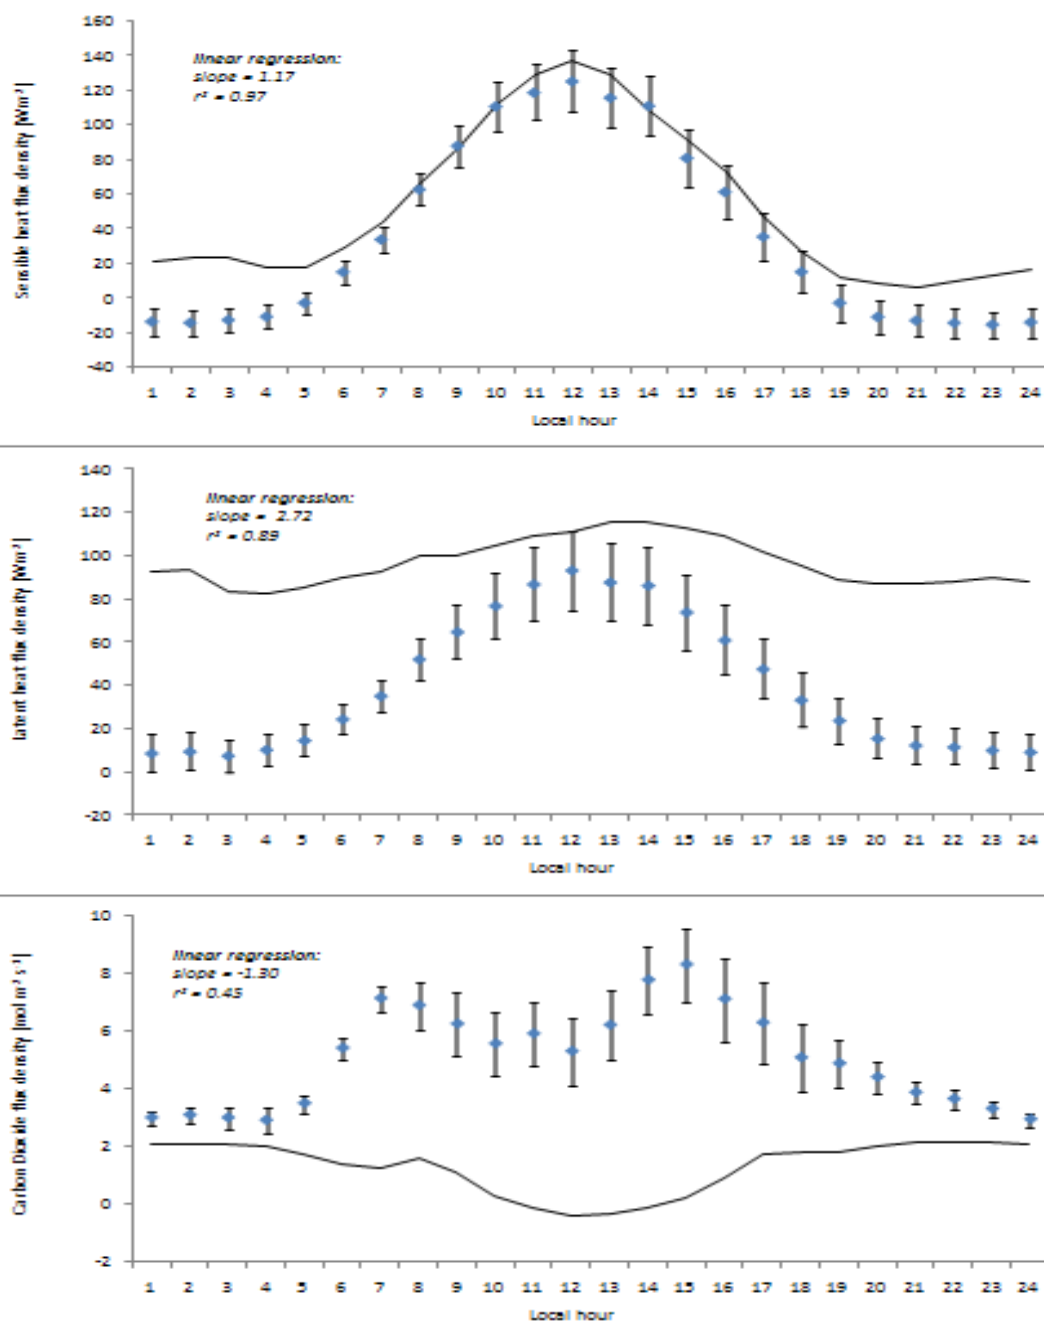 160
140
120
100
80
60
40
20
0
-20
-40
Sensible heat flux density [Wm²]
linear regression:
slope = 1.17
r² = 0.97
1 2 3 4 5 6 7 8 9 10 11 12 13 14 15 16 17 18 19 20 21 22 23 24
Local hour
140
120
100
80
60
40
20
0
-20
latent heat flux density [Wm²]
linear regression:
slope = 2.72
r² = 0.89
1 2 3 4 5 6 7 8 9 10 11 12 13 14 15 16 17 18 19 20 21 22 23 24
Local hour
10
8
6
4
2
0
-2
Carbon Dioxide flux density [mol m² s⁻¹]
linear regression:
slope = -1.30
r² = 0.45
1 2 3 4 5 6 7 8 9 10 11 12 13 14 15 16 17 18 19 20 21 22 23 24
Local hour